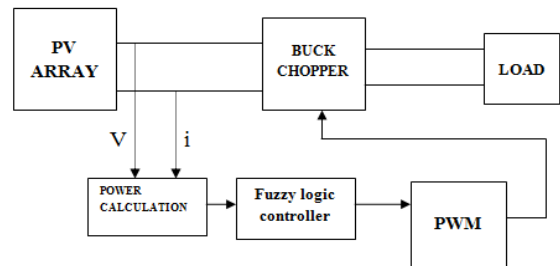 PV
ARRAY
BUCK
CHOPPER
LOAD
V
i
POWER
CALCULATION
Fuzzy logic
controller
PWM